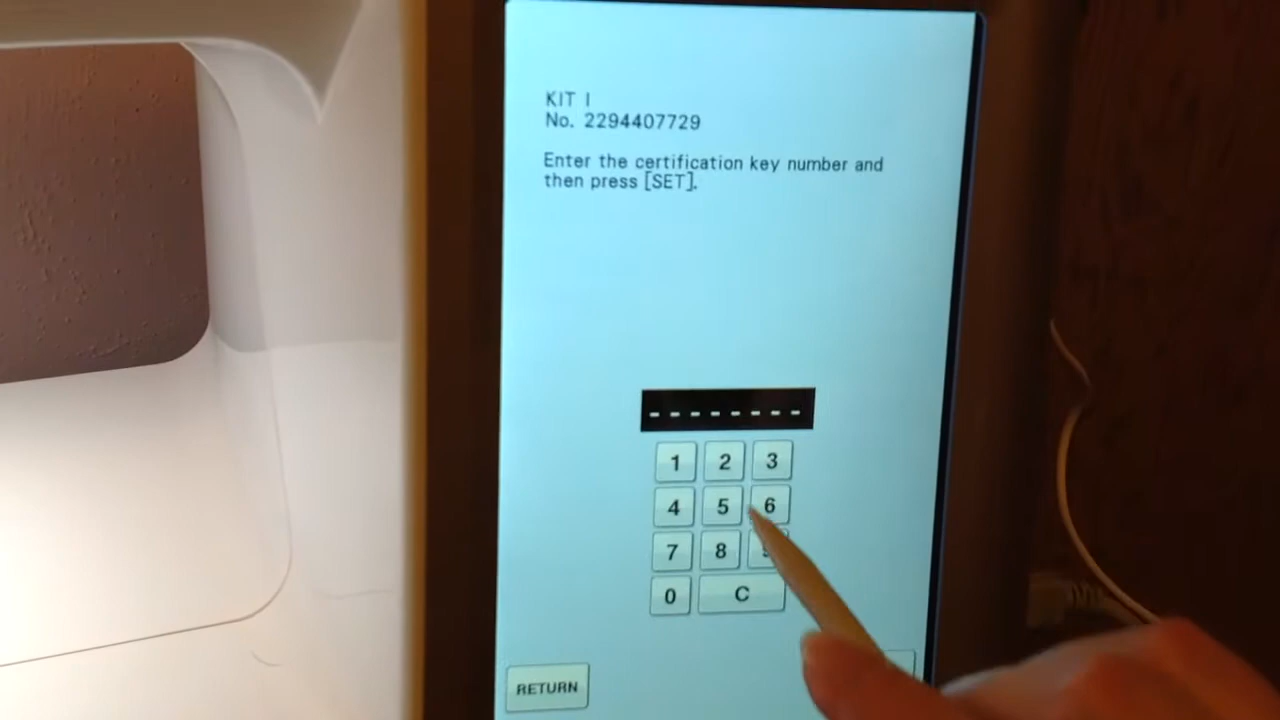 KIT I
No. 2294407729
Enter the certification key number and
then press [SET].
- - - - - - - -
1 2 3
4 5 6
7 8
0 C
RETURN